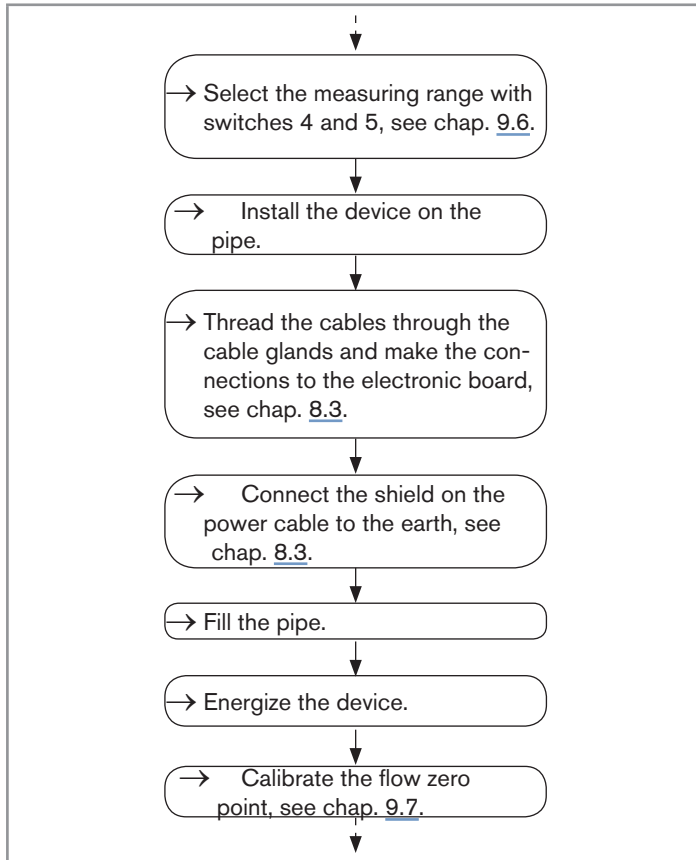 → Select the measuring range with
switches 4 and 5, see chap. 9.6.
→ Install the device on the
pipe.
→ Thread the cables through the
cable glands and make the con-
nections to the electronic board,
see chap. 8.3.
→ Connect the shield on the
power cable to the earth, see
chap. 8.3.
→ Fill the pipe.
→ Energize the device.
→ Calibrate the flow zero
point, see chap. 9.7.